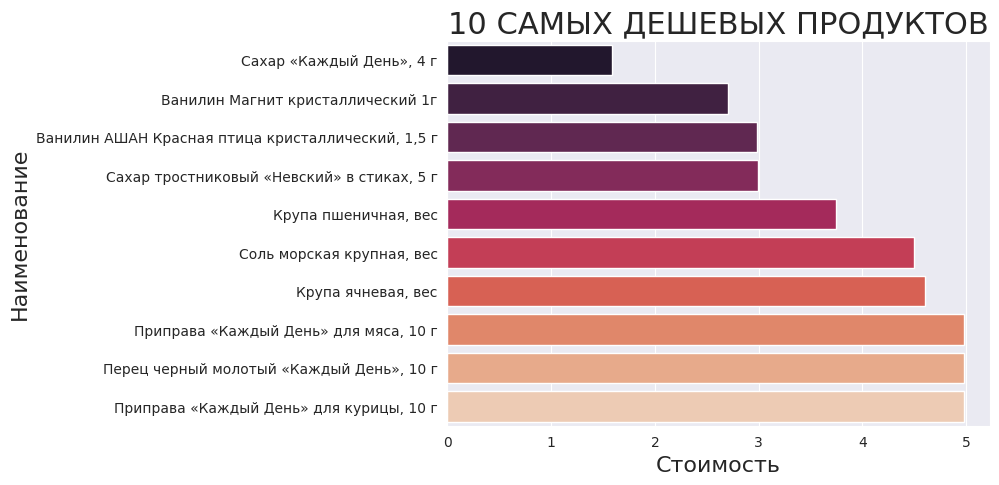 10 САМЫХ ДЕШЕВЫХ ПРОДУКТОВ
Наименование
Сахар «Каждый День», 4 г
Ванилин Магнит кристаллический 1г
Ванилин АШАН Красная птица кристаллический, 1,5 г
Сахар тростниковый «Невский» в стиках, 5 г
Крупа пшеничная, вес
Соль морская крупная, вес
Крупа ячневая, вес
Приправа «Каждый День» для мяса, 10 г
Перец черный молотый «Каждый День», 10 г
Приправа «Каждый День» для курицы, 10 г
0 1 2 3 4 5
Стоимость